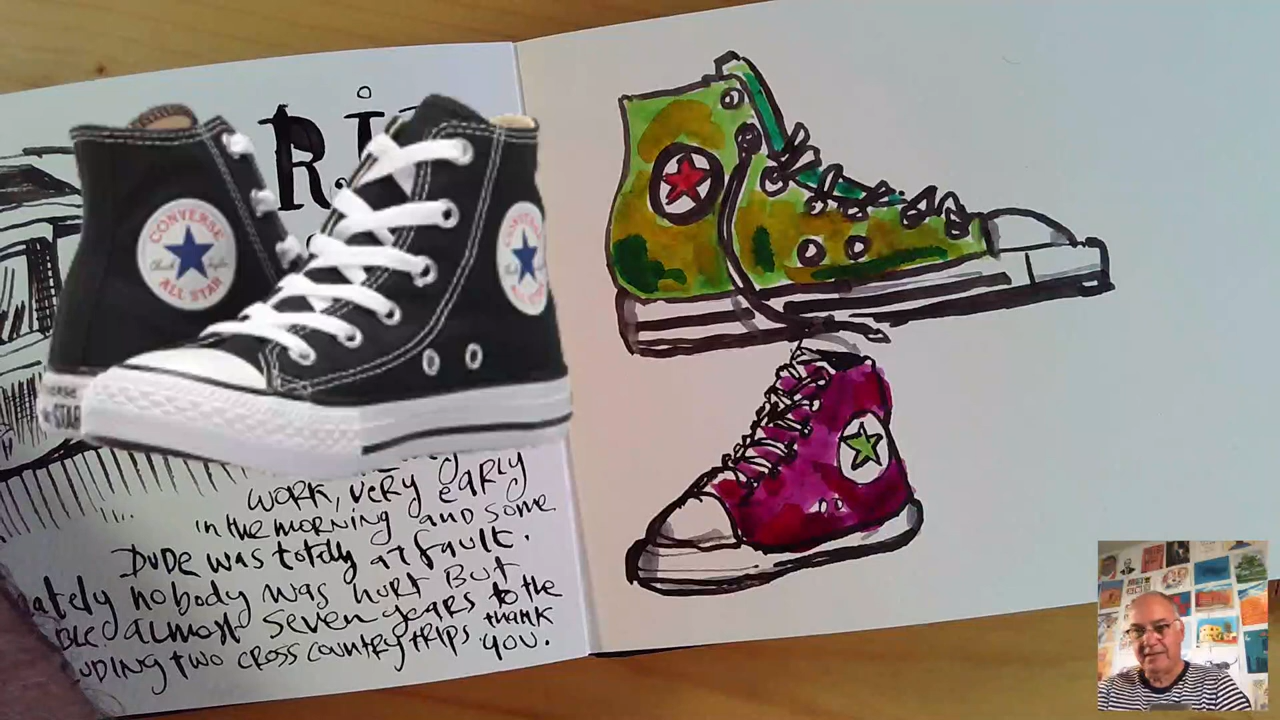 Ri
CONVERSE
ALL STAR
CONVERSE
ALL STAR
STAR
WORK, very early
in the morning and some
Dude was totally at fault.
nobody was hurt But
almost seven years to the
two cross country trips thank
you.